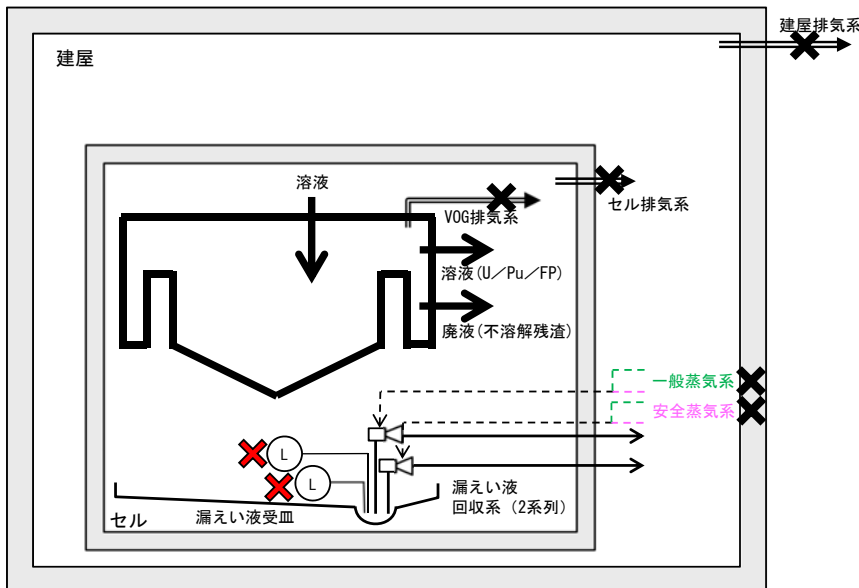 建屋排気系
建屋
溶液
VOG排気系
セル排気系
溶液(U／Pu／FP)
廃液(不溶解残渣)
一般蒸気系
安全蒸気系
L
L
漏えい液
回収系（2系列）
漏えい液受皿
セル